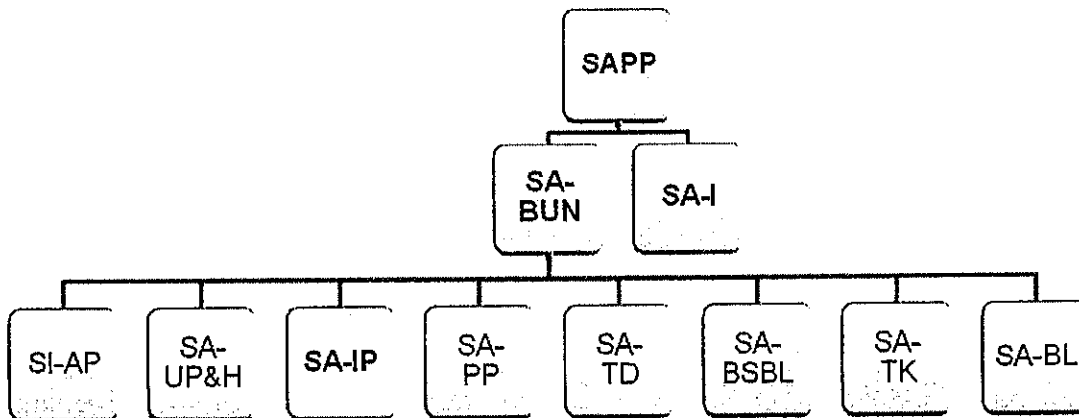 SAPP
SA-
BUN
SA-I
SI-AP
SA-
UP&H
SA-IP
SA-
PP
SA-
TD
SA-
BSBL
SA-
TK
SA-BL